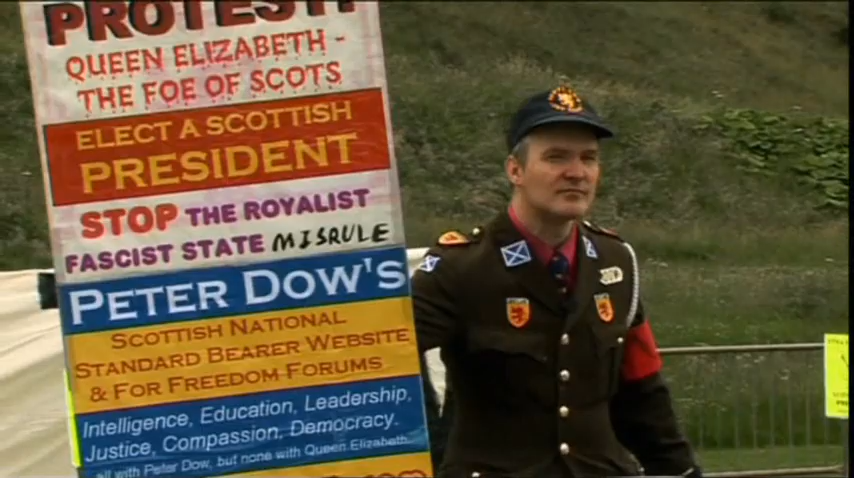 PROTEST!
QUEEN ELIZABETH -
THE FOE OF SCOTS
ELECT A SCOTTISH
PRESIDENT
STOP THE ROYALIST
FASCIST STATE MISRULE
PETER DOW'S
SCOTTISH NATIONAL
STANDARD BEARER WEBSITE
& FOR FREEDOM FORUMS
Intelligence, Education, Leadership,
Justice, Compassion, Democracy.
all with Peter Dow, but none with Queen Elizabeth.